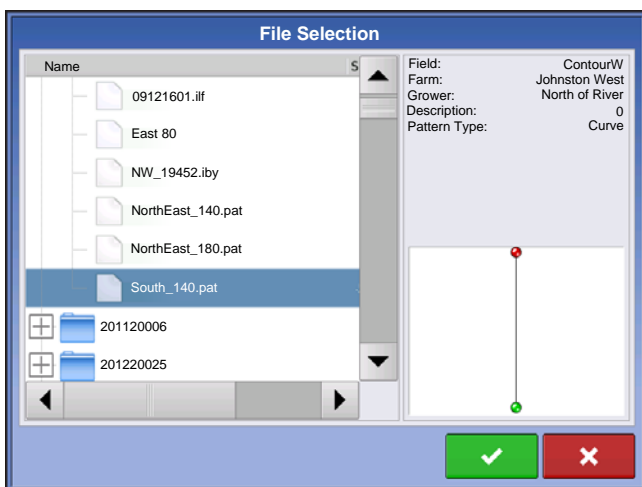 File Selection
Name S
09121601.ilf
East 80
NW_19452.iby
NorthEast_140.pat
NorthEast_180.pat
South_140.pat
201120006
201220025
Field: ContourW
Farm: Johnston West
Grower: North of River
Description: 0
Pattern Type: Curve